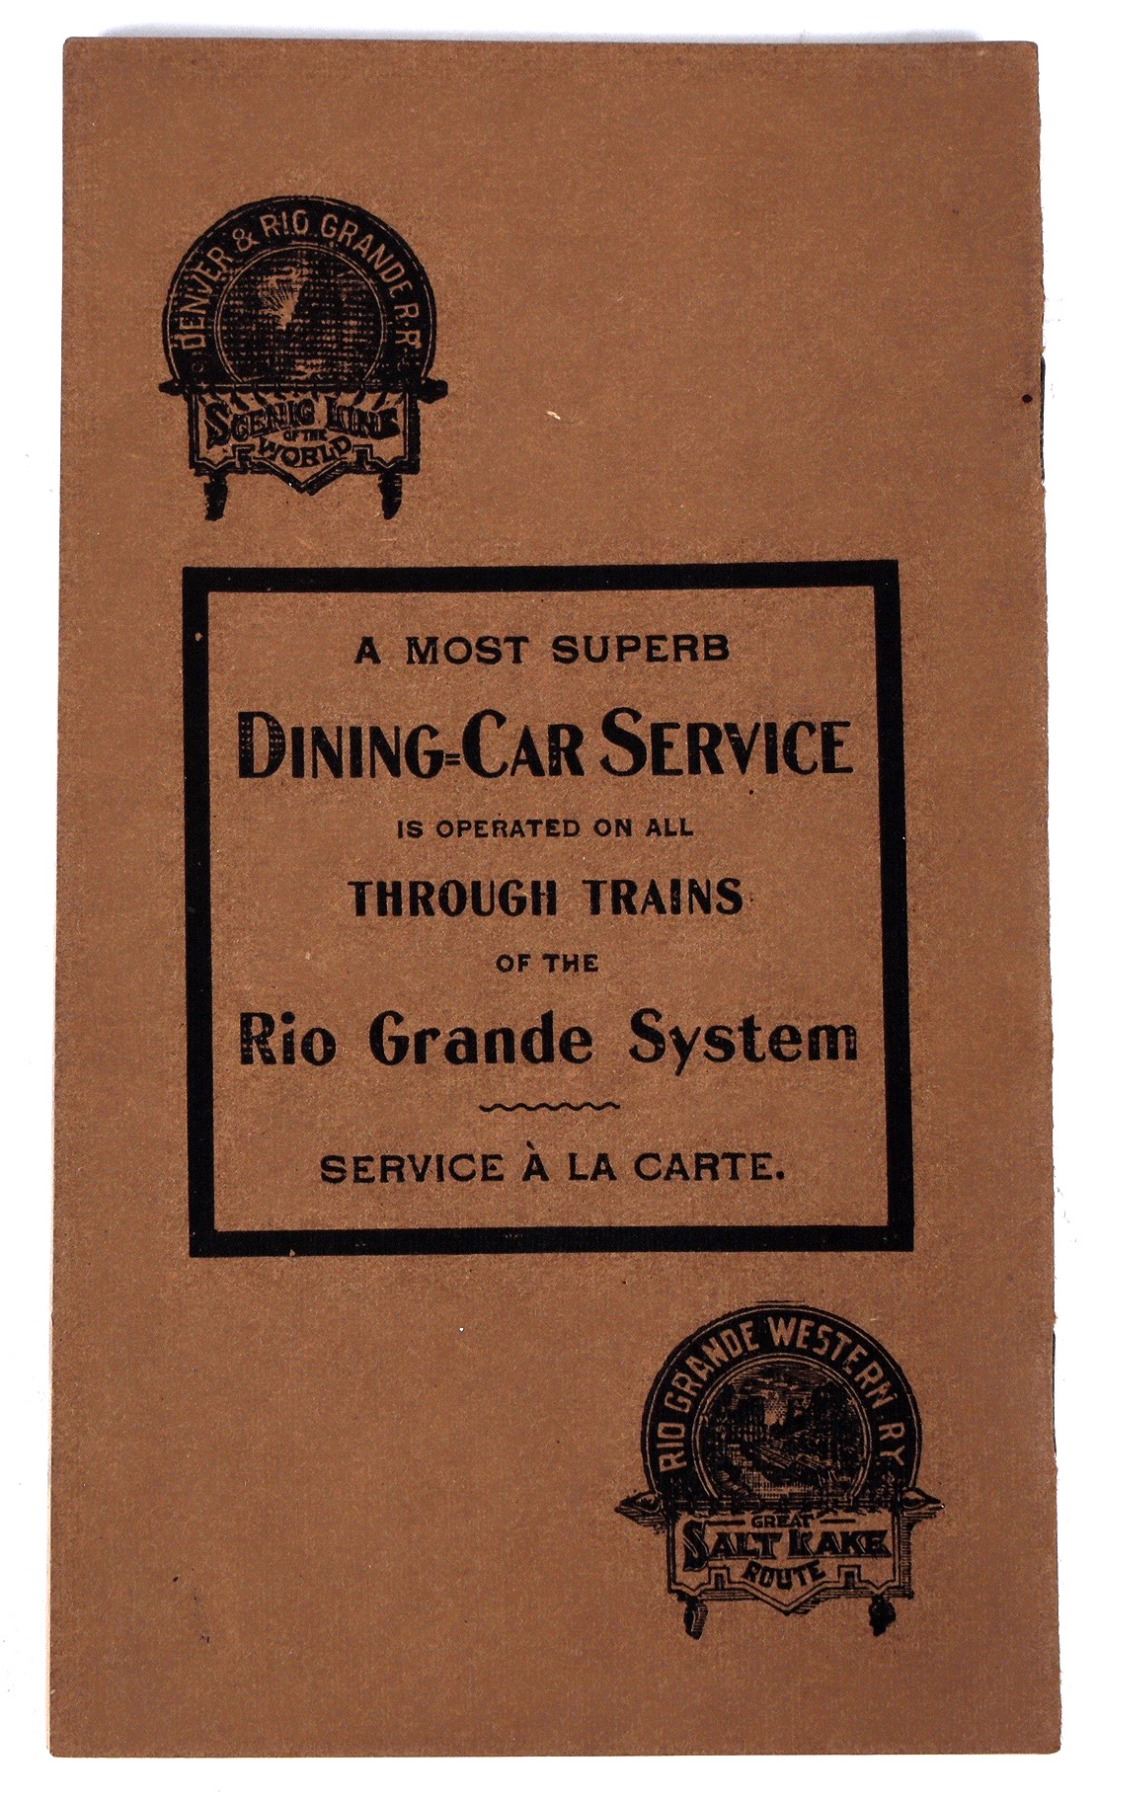 DENVER & RIO GRANDE R.R.
SCENIC LINE
OF THE
WORLD
A MOST SUPERB
DINING=CAR SERVICE
IS OPERATED ON ALL
THROUGH TRAINS
OF THE
Rio Grande System
SERVICE À LA CARTE.
RIO GRANDE WESTERN RY
GREAT
SALT LAKE
ROUTE